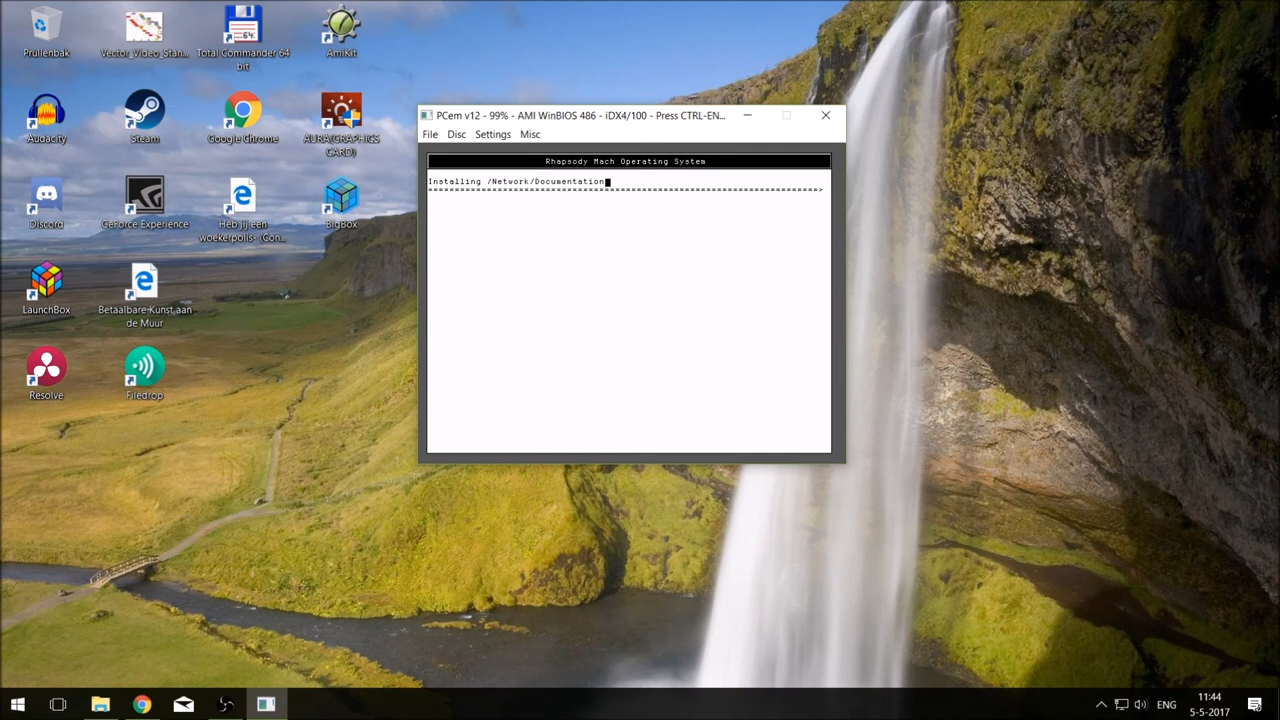 Prullenbak
Vector_Video_Stan...
Total Commander 64
bit
64
AmiKit
Audacity
Steam
Google Chrome
AURA(GRAPHICS
CARD)
Discord
GeForce Experience
Heb jij een
woekerpolis- (Con...
BigBox
LaunchBox
Betaalbare-Kunst aan
de Muur
Resolve
Filedrop
PCem v12 - 99% - AMI WinBIOS 486 - iDX4/100 - Press CTRL-EN...
File Disc Settings Misc
Rhapsody Mach Operating System
Installing /Network/Documentation
ENG
11:44
5-5-2017